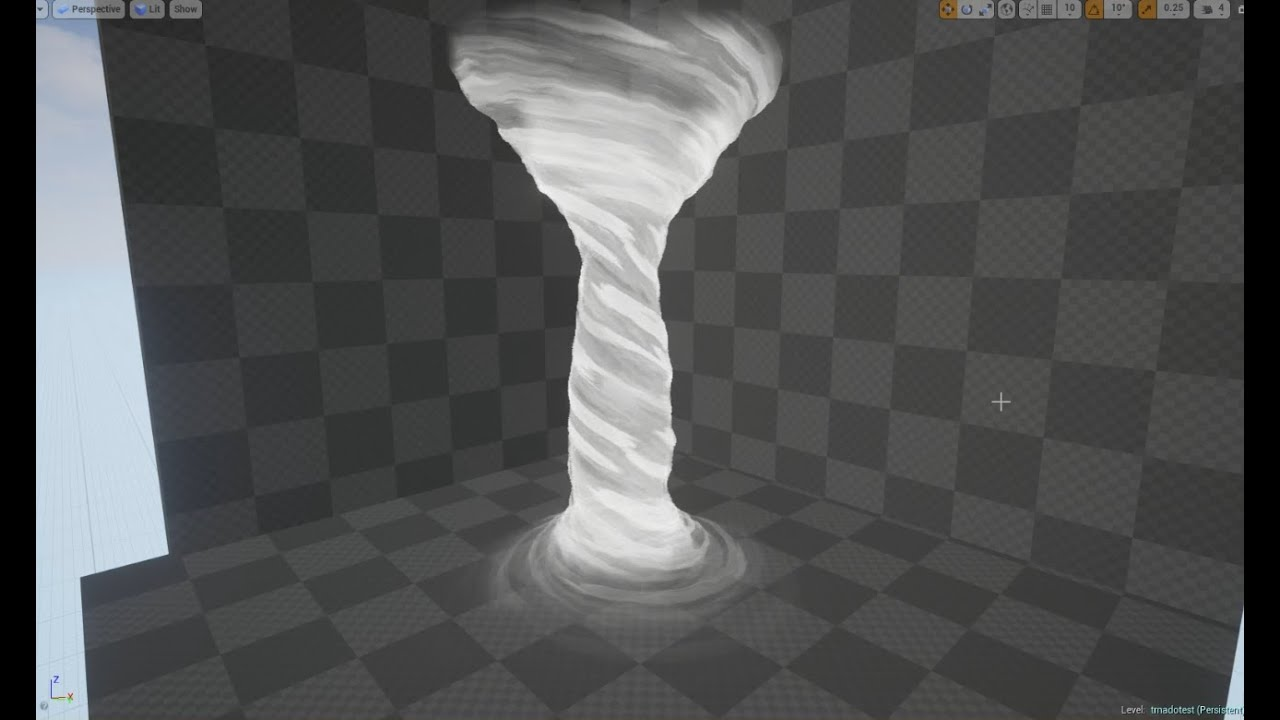 Perspective Lit Show 10 10° 0.25 4
Z
X
Level: tmadotest (Persistent)